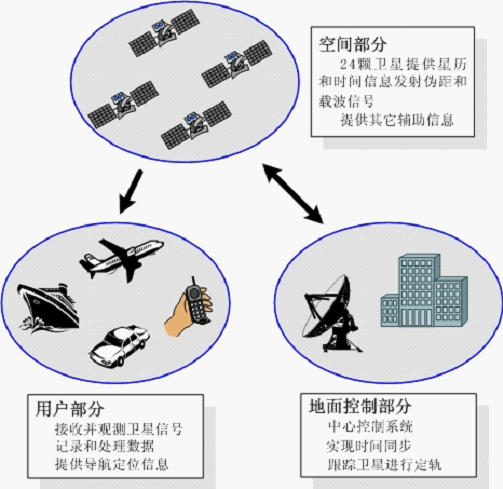 空间部分
24颗卫星提供星历
和时间信息发射伪距和
载波信号
提供其它辅助信息
用户部分
接收并观测卫星信号
记录和处理数据
提供导航定位信息
地面控制部分
中心控制系统
实现时间同步
跟踪卫星进行定轨